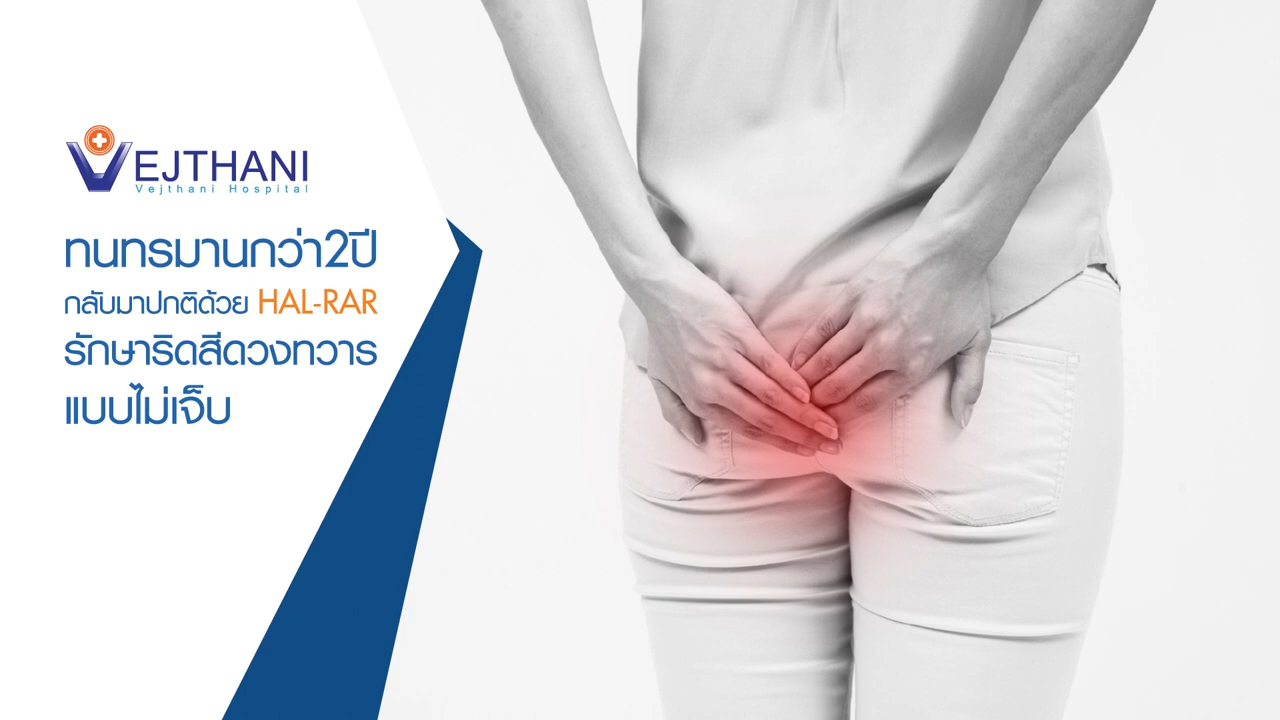 VEJTHANI
Vejthani Hospital
ทนทรมานกว่า2ปี
กลับมาปกติด้วย HAL-RAR
รักษาริดสีดวงทวาร
แบบไม่เจ็บ